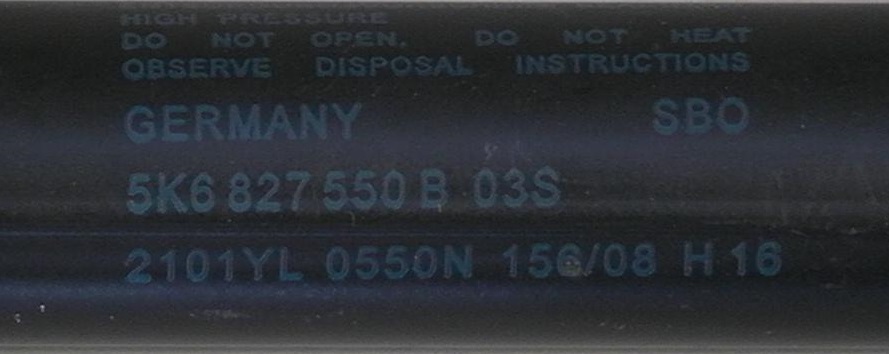 HIGH PRESSURE
DO NOT OPEN. DO NOT HEAT
OBSERVE DISPOSAL INSTRUCTIONS
GERMANY SBO
5K6 827 550 B 03S
2101YL 0550N 156/08 H 16